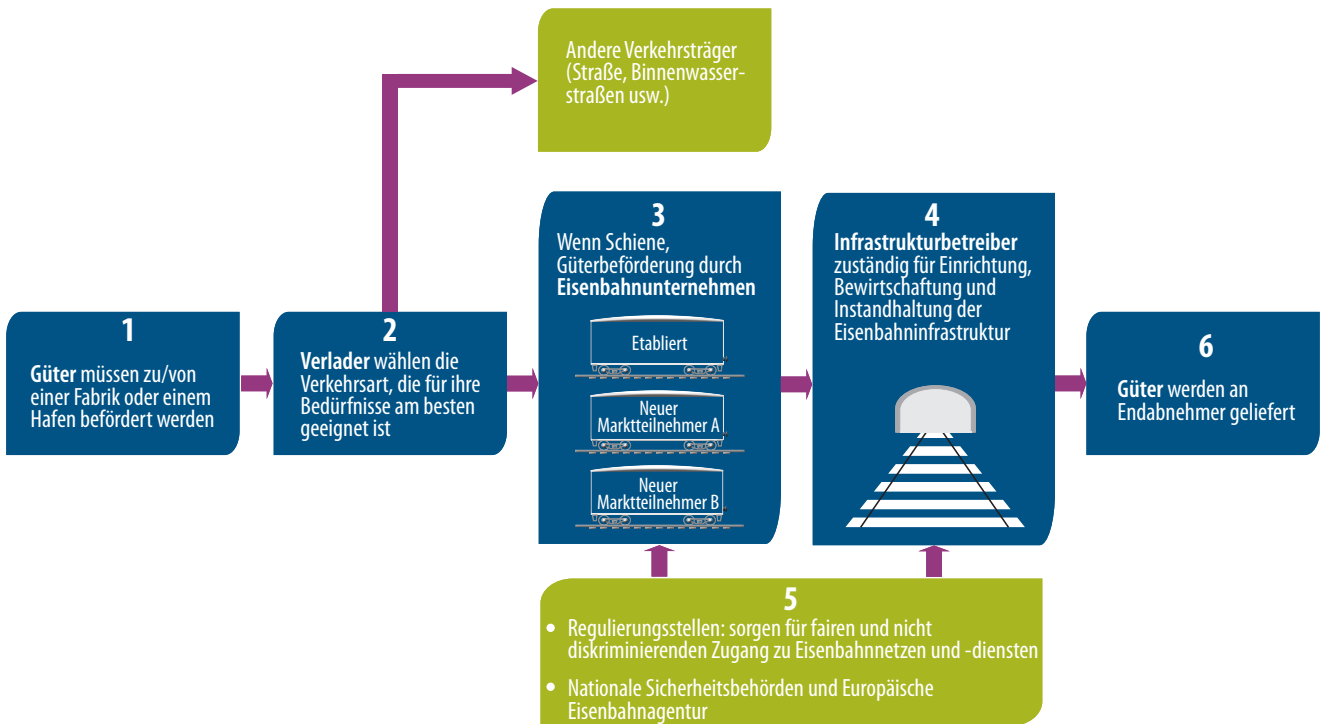 Andere Verkehrsträger
(Straße, Binnenwasser-
straßen usw.)
1
Güter müssen zu/von
einer Fabrik oder einem
Hafen befördert werden
2
Verlader wählen die
Verkehrsart, die für ihre
Bedürfnisse am besten
geeignet ist
3
Wenn Schiene,
Güterbeförderung durch
Eisenbahnunternehmen
Etabliert
Neuer
Marktteilnehmer A
Neuer
Marktteilnehmer B
4
Infrastrukturbetreiber
zuständig für Einrichtung,
Bewirtschaftung und
Instandhaltung der
Eisenbahninfrastruktur
5
• Regulierungsstellen: sorgen für fairen und nicht
diskriminierenden Zugang zu Eisenbahnnetzen und -diensten
• Nationale Sicherheitsbehörden und Europäische
Eisenbahnagentur
6
Güter werden an
Endabnehmer geliefert